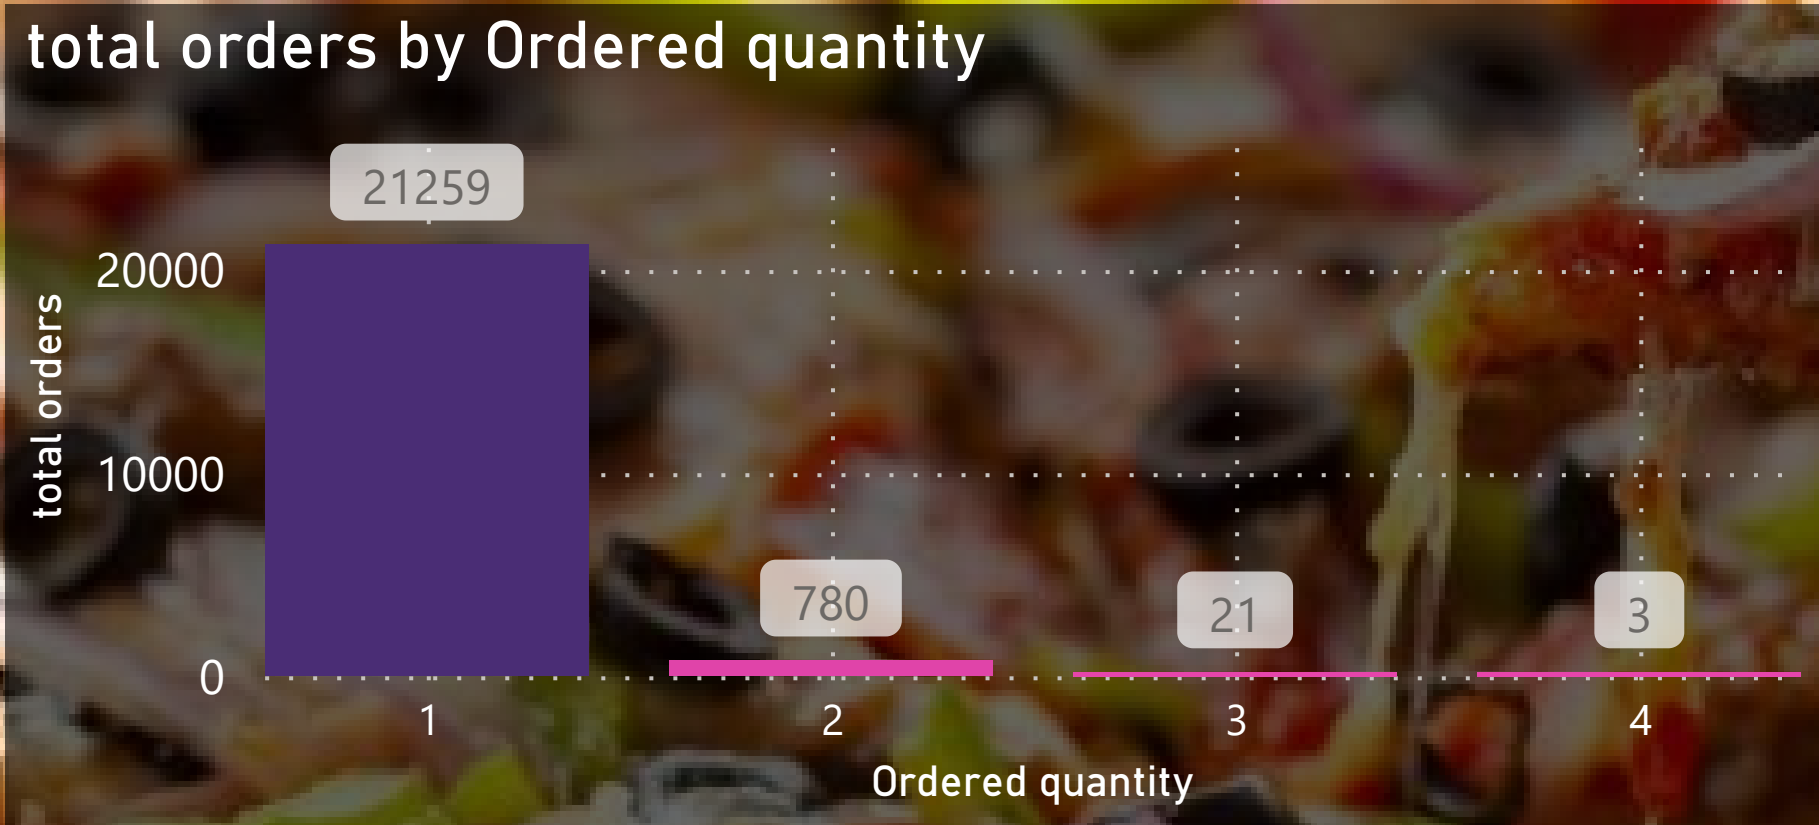 total orders by Ordered quantity
21259
20000
total orders
10000
780
21
3
0
1 2 3 4
Ordered quantity